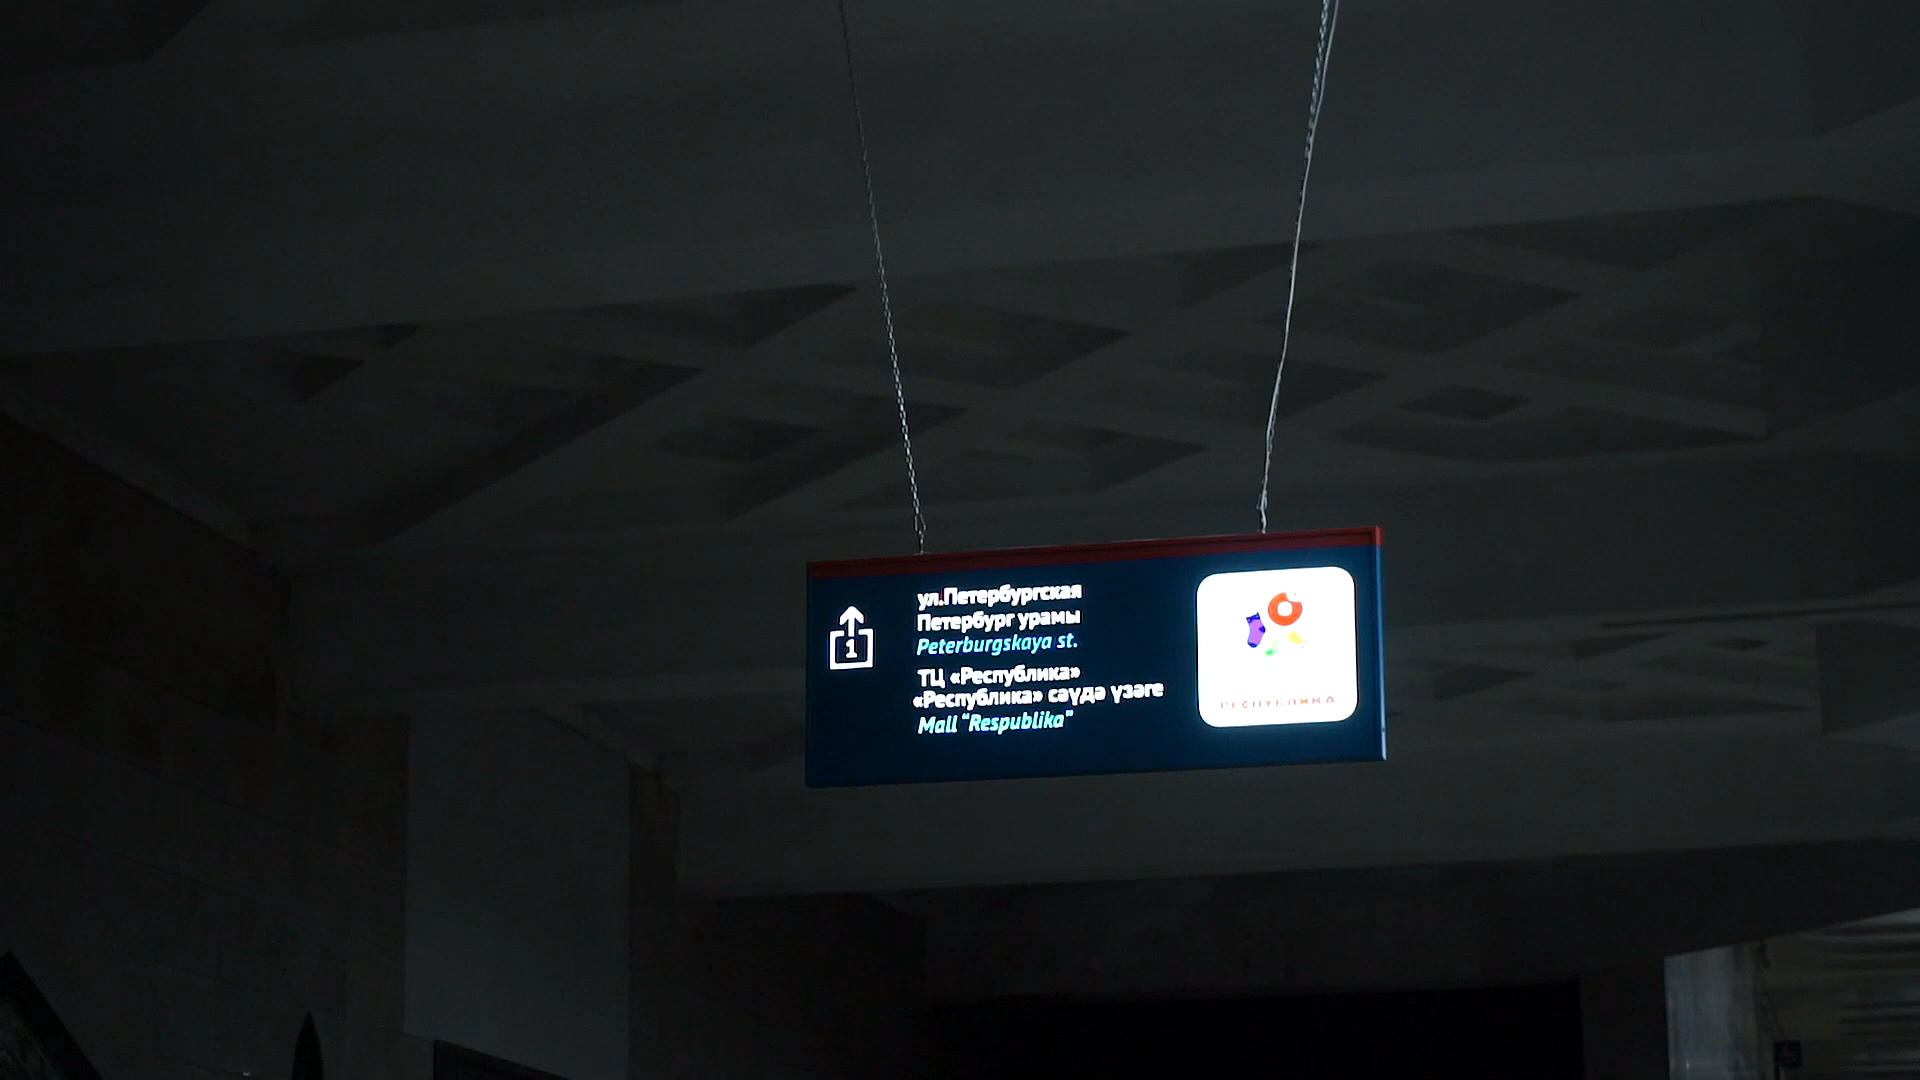 1
ул.Петербургская
Петербург урамы
Peterburgskaya st.
ТЦ «Республика»
«Республика» сәүдә үзәге
Mall "Respublika"
РЕСПУБЛИКА